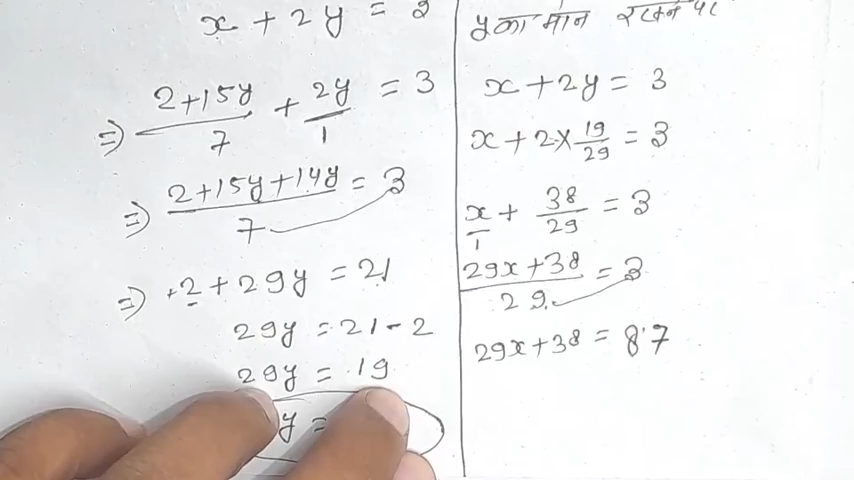 x + 2y =
⇒ (2+15y)/7 + 2y/1 = 3
⇒ (2+15y+14y)/7 = 3
⇒ +2 + 29y = 21
29y = 21 - 2
29y = 19
y =
y का मान रखने पर
x + 2y = 3
x + 2 × 19/29 = 3
x/1 + 38/29 = 3
(29x + 38)/29 = 3
29x + 38 = 87